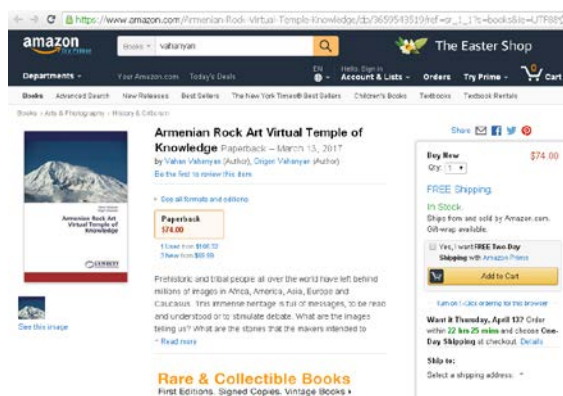 https://www.amazon.com/Armenian-Rock-Virtual-Temple-Knowledge/dp/3659543519/ref=sr_1_1?s=books&ie=UTF8
amazon
Try Prime
Books
vahanyan
The Easter Shop
Departments
Your Amazon.com Today's Deals
EN
Hello. Sign in
Account & Lists
Orders
Try Prime
0
Cart
Books Advanced Search New Releases Best Sellers The New York Times® Best Sellers Children's Books Textbooks Textbook Rentals
Books › Arts & Photography › History & Criticism
Armenian Rock Art Virtual Temple of
Knowledge Paperback – March 13, 2017
by Vahan Vahanyan (Author), Grigori Vahanyan (Author)
Be the first to review this item
See all formats and editions
Paperback
$74.00
3 New from
Armenian Rock Art
Virtual Temple of
Knowledge
LAMBERT
See this image
Prehistoric and tribal people all over the world have left behind
millions of images in Africa, America, Asia, Europe and
Caucasus. This immense heritage is full of messages, to be read
and understood or to stimulate debate. What are the images
telling us? What are the stories that the makers intended to
Read more
Rare & Collectible Books
First Editions. Signed Copies. Vintage Books ›
Share
Buy New
$74.00
Qty: 1
FREE Shipping.
In Stock.
Ships from and sold by Amazon.com.
Gift-wrap available.
Yes, I want FREE Two-Day
Shipping with Amazon Prime
Add to Cart
Turn on 1-Click ordering for this browser
Want it Thursday, April 13? Order
within 22 hrs 25 mins and choose One-
Day Shipping at checkout. Details
Ship to:
Select a shipping address: